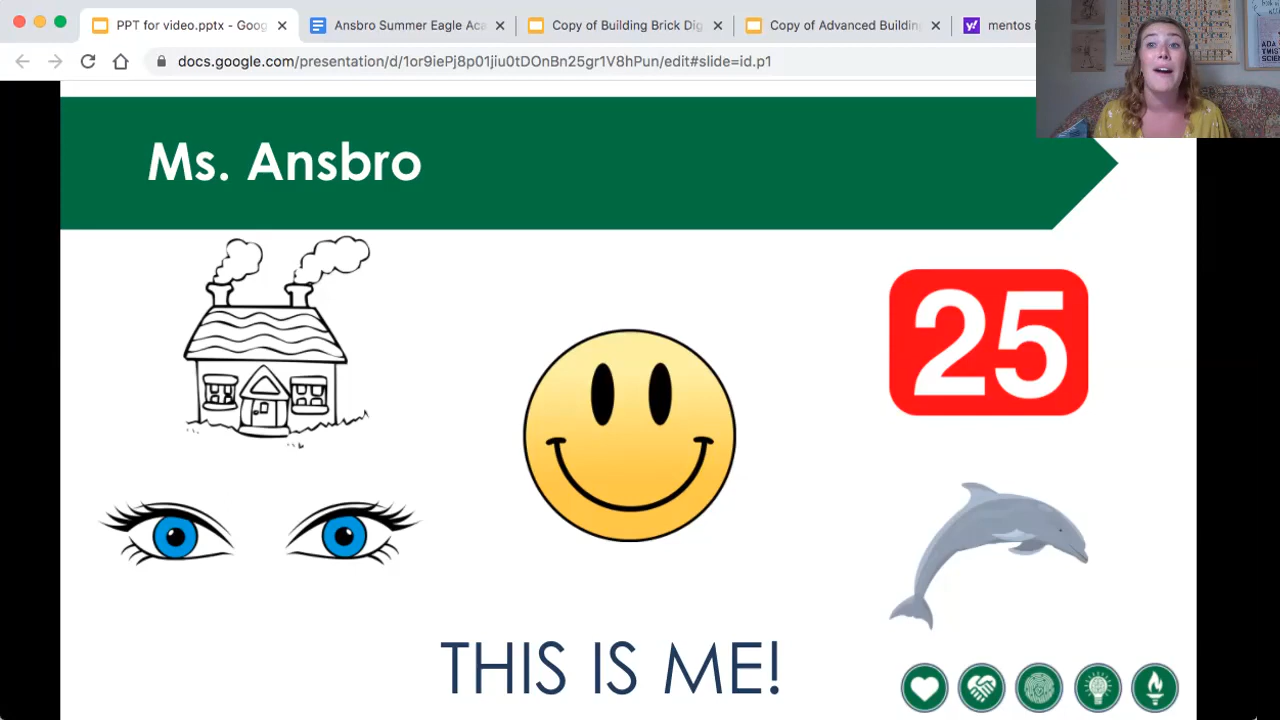 PPT for video.pptx - Goog
Ansbro Summer Eagle Aca
Copy of Building Brick Dig
Copy of Advanced Building
mentos i
docs.google.com/presentation/d/1or9iePj8p01jiu0tDOnBn25gr1V8hPun/edit#slide=id.p1
Ms. Ansbro
25
THIS IS ME!